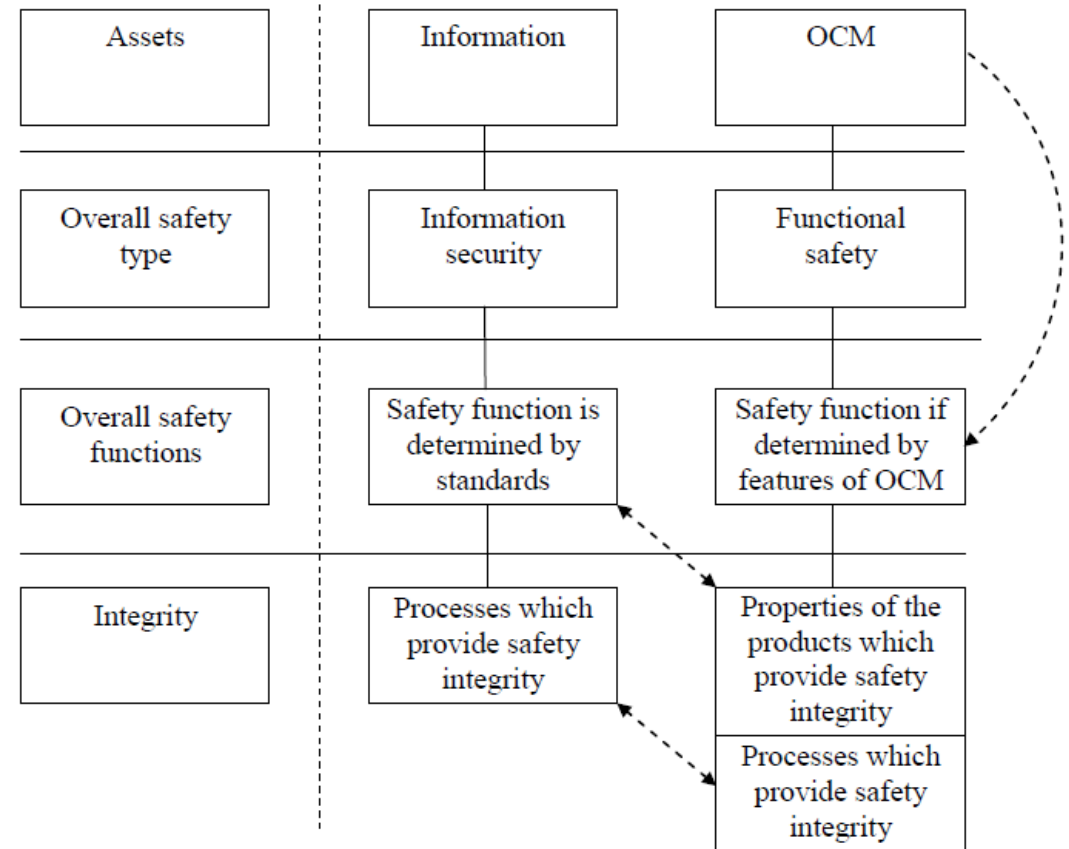 Assets
Information
OCM
Overall safety
type
Information
security
Functional
safety
Overall safety
functions
Safety function is
determined by
standards
Safety function if
determined by
features of OCM
Integrity
Processes which
provide safety
integrity
Properties of the
products which
provide safety
integrity
Processes which
provide safety
integrity